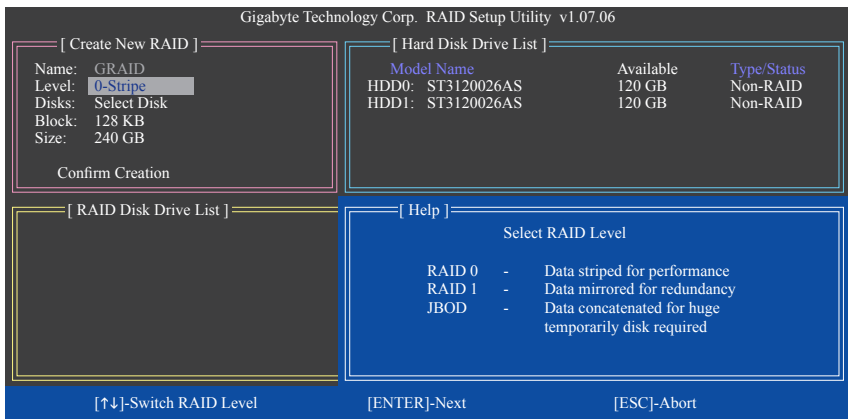 Gigabyte Technology Corp. RAID Setup Utility v1.07.06
[ Create New RAID ]
Name: GRAID
Level: 0-Stripe
Disks: Select Disk
Block: 128 KB
Size: 240 GB
Confirm Creation
[ Hard Disk Drive List ]
Model Name Available Type/Status
HDD0: ST3120026AS 120 GB Non-RAID
HDD1: ST3120026AS 120 GB Non-RAID
[ RAID Disk Drive List ]
[ Help ]
Select RAID Level
RAID 0 - Data striped for performance
RAID 1 - Data mirrored for redundancy
JBOD - Data concatenated for huge
temporarily disk required
[↑↓]-Switch RAID Level [ENTER]-Next [ESC]-Abort